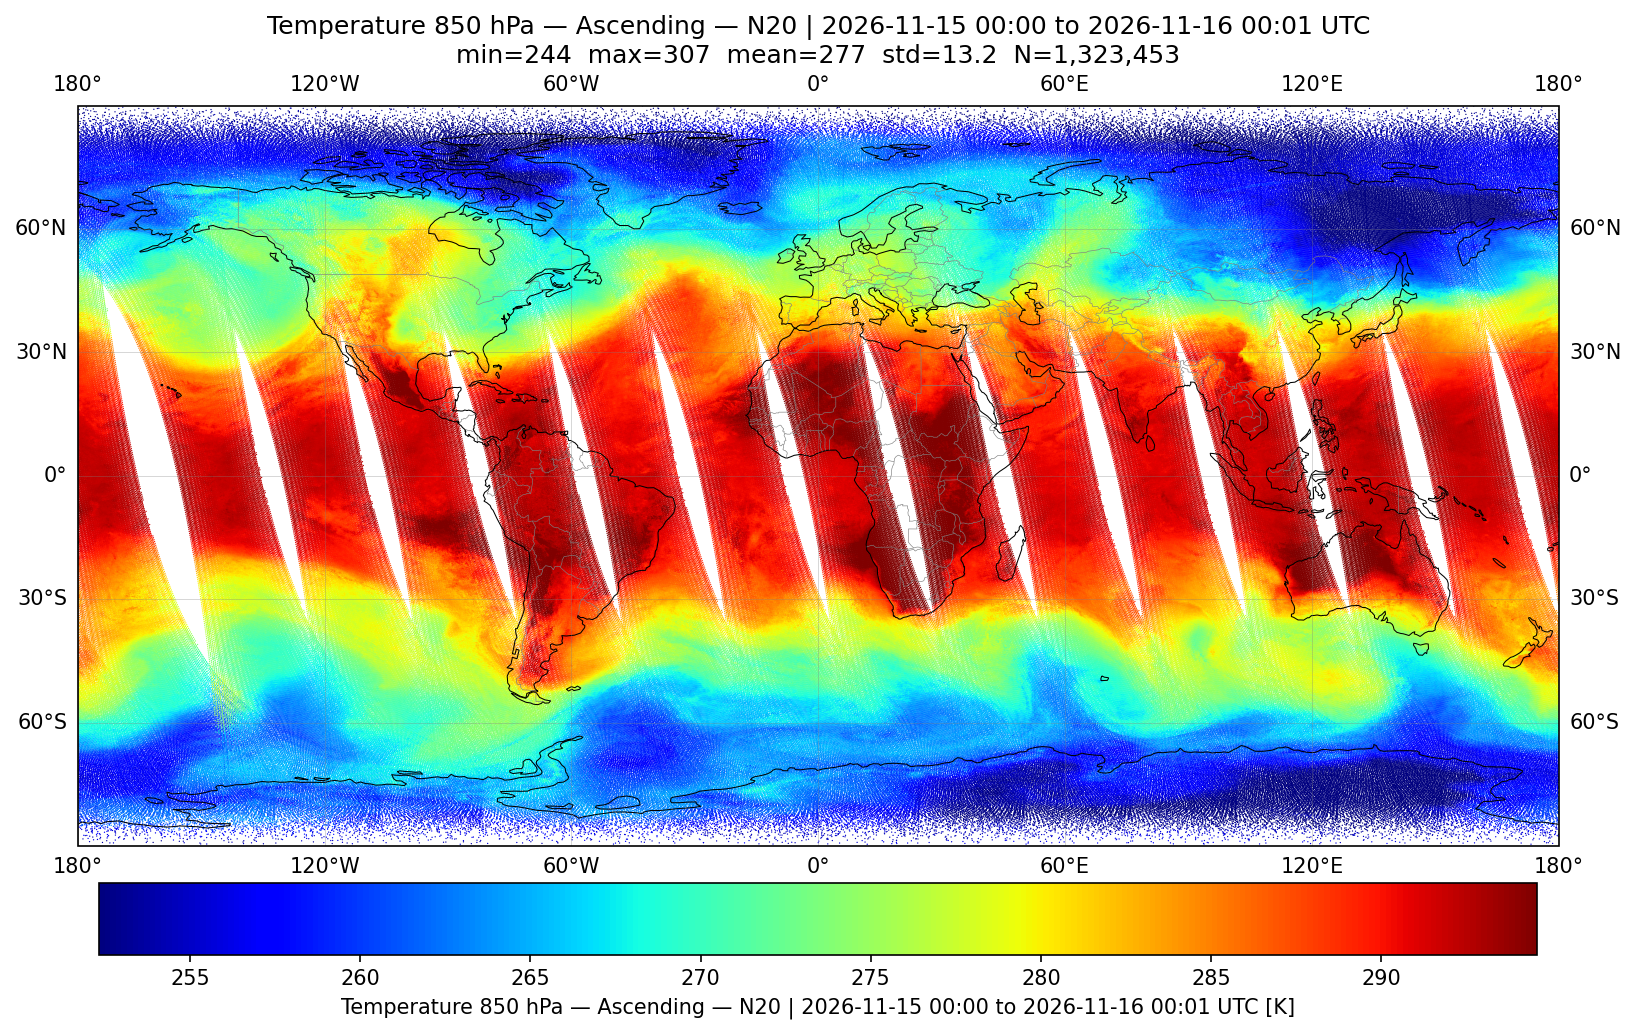 Temperature 850 hPa — Ascending — N20 | 2026-11-15 00:00 to 2026-11-16 00:01 UTC
min=244  max=307  mean=277  std=13.2  N=1,323,453
180° 120°W 60°W 0° 60°E 120°E 180°
60°N 60°N
30°N 30°N
0° 0°
30°S 30°S
60°S 60°S
180° 120°W 60°W 0° 60°E 120°E 180°
255 260 265 270 275 280 285 290
Temperature 850 hPa — Ascending — N20 | 2026-11-15 00:00 to 2026-11-16 00:01 UTC [K]